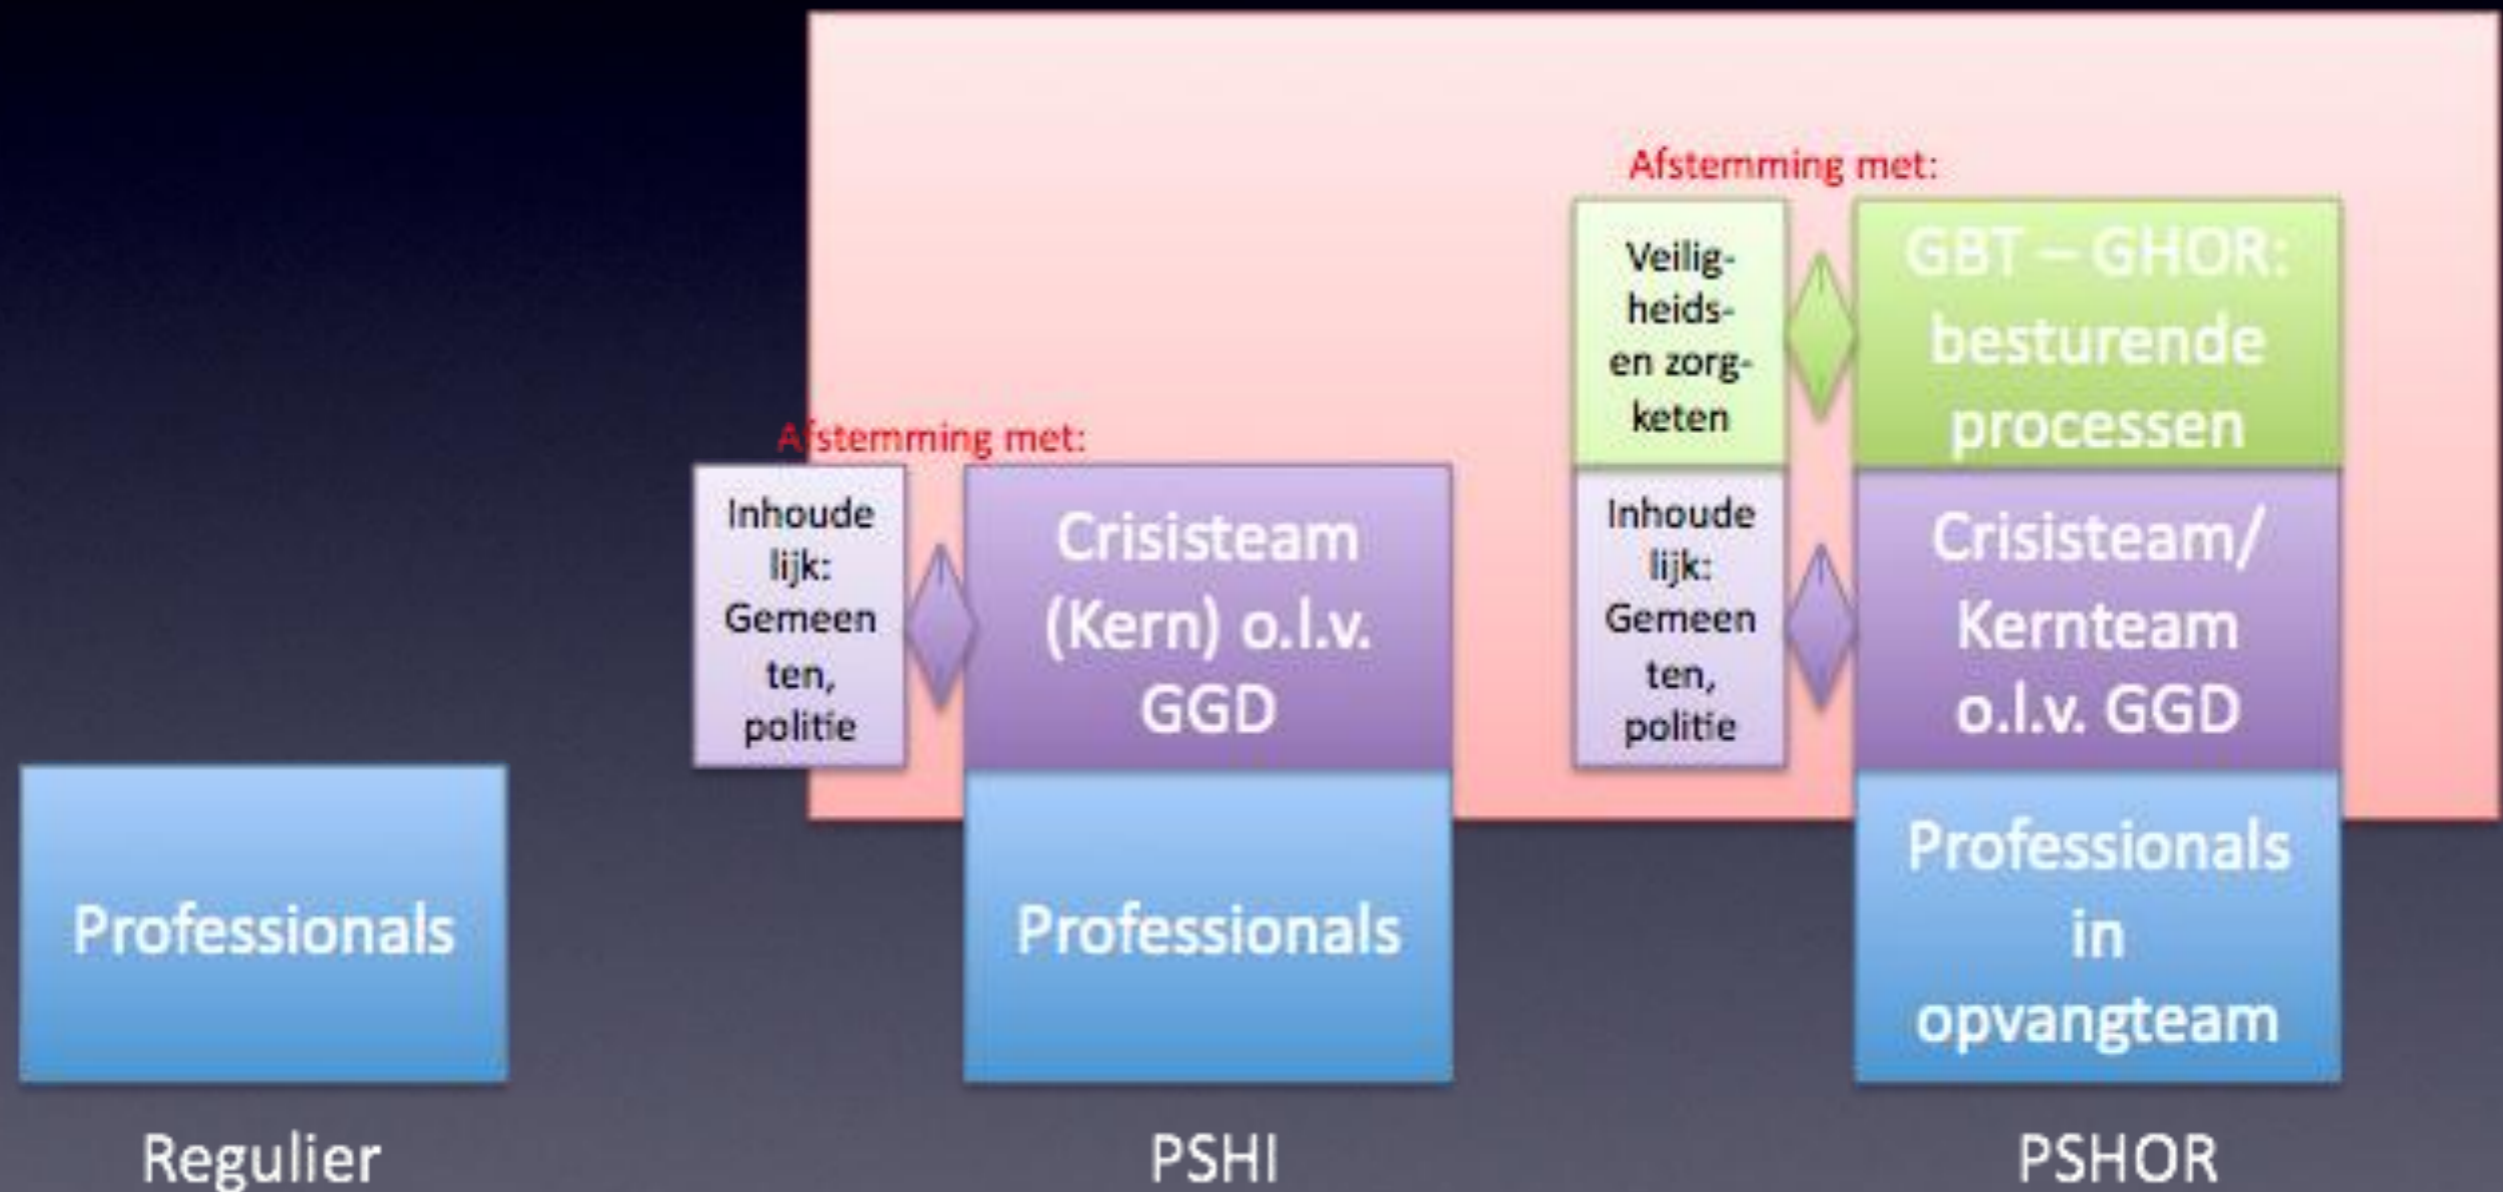 Afstemming met:
Veilig-
heids-
en zorg-
keten
GBT – GHOR:
besturende
processen
Afstemming met:
Inhoude
lijk:
Gemeen
ten,
politie
Crisisteam
(Kern) o.l.v.
GGD
Inhoude
lijk:
Gemeen
ten,
politie
Crisisteam/
Kernteam
o.l.v. GGD
Professionals
Professionals
Professionals
in
opvangteam
Regulier
PSHI
PSHOR